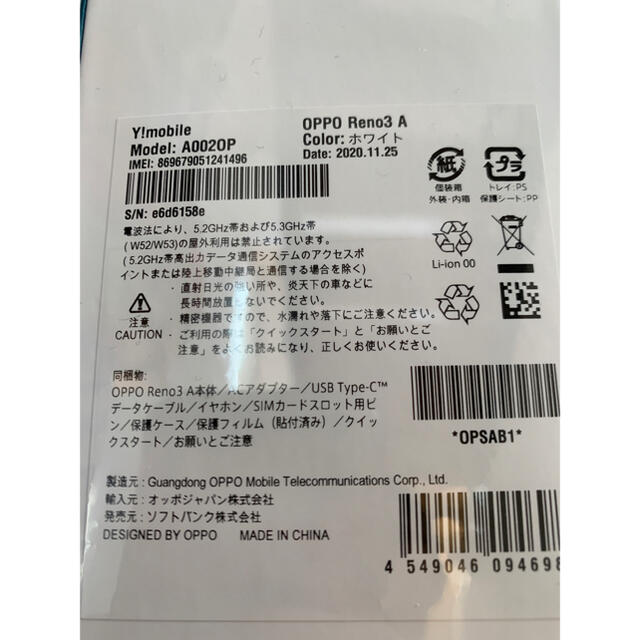 Y!mobile
OPPO Reno3 A
Model: A002OP
Color: ホワイト
IMEI: 869679051241496
Date: 2020.11.25
S/N: e6d6158e
紙
プラ
個装箱
外装・内箱
トレイ:PS
保護シート:PP
電波法により、5.2GHz帯および5.3GHz帯
(W52/W53)の屋外利用は禁止されています。
(5.2GHz帯高出力データ通信システムのアクセスポ
イントまたは陸上移動中継局と通信する場合を除く)
Li-ion 00
注意
CAUTION
・ 直射日光の強い所や、炎天下の車などに
長時間放置しないでください。
・ 精密機器ですので、水濡れや落下にご注意ください。
・ ご利用の際は「クイックスタート」と「お願いとご
注意」をよくお読みになり、正しくお使いください。
同梱物:
OPPO Reno3 A本体/ACアダプター/USB Type-C™
データケーブル/イヤホン/SIMカードスロット用ピ
ン/保護ケース/保護フィルム(貼付済み)/クイッ
クスタート/お願いとご注意
*OPSAB1*
製造元: Guangdong OPPO Mobile Telecommunications Corp., Ltd.
輸入元: オッポジャパン株式会社
発売元: ソフトバンク株式会社
DESIGNED BY OPPO MADE IN CHINA
4 549046 094698